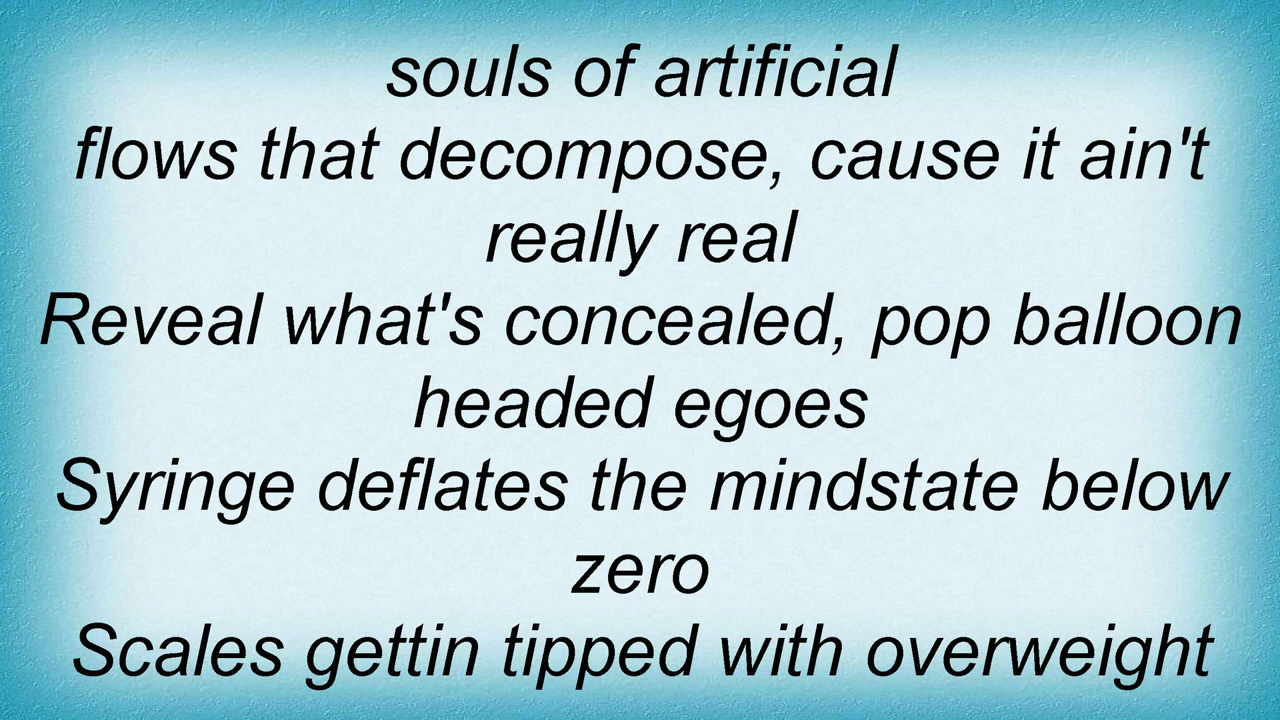 souls of artificial
flows that decompose, cause it ain't
really real
Reveal what's concealed, pop balloon
headed egoes
Syringe deflates the mindstate below
zero
Scales gettin tipped with overweight